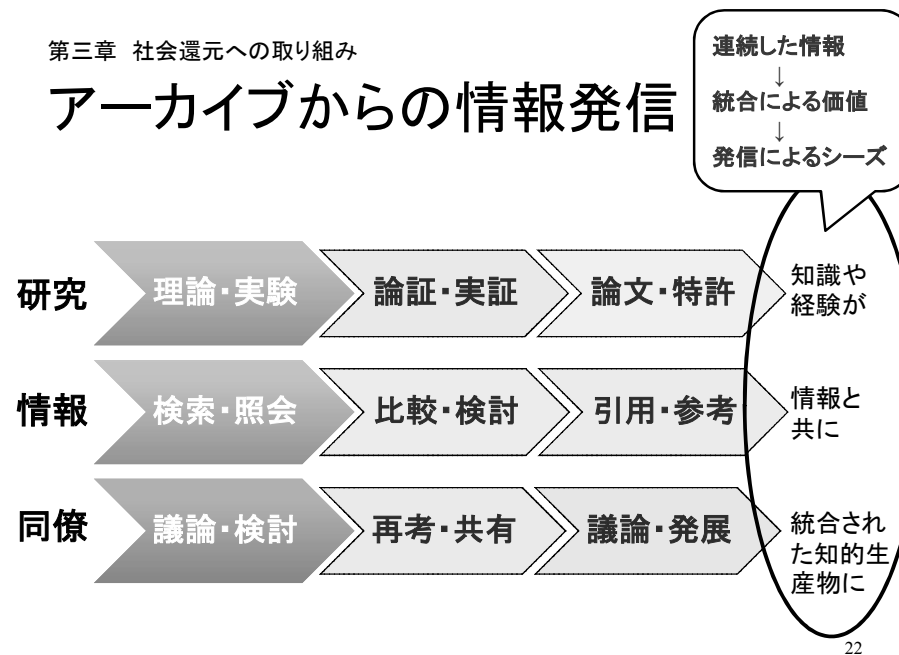 第三章 社会還元への取り組み
アーカイブからの情報発信
連続した情報
↓
統合による価値
↓
発信によるシーズ
研究
理論・実験
論証・実証
論文・特許
知識や
経験が
情報
検索・照会
比較・検討
引用・参考
情報と
共に
同僚
議論・検討
再考・共有
議論・発展
統合され
た知的生
産物に
22